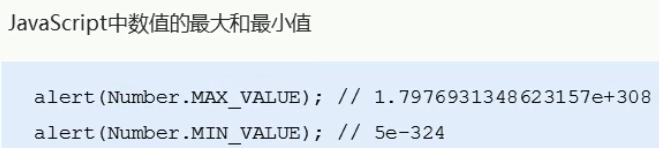 JavaScript中数值的最大和最小值
alert(Number.MAX_VALUE); // 1.7976931348623157e+308
alert(Number.MIN_VALUE); // 5e-324